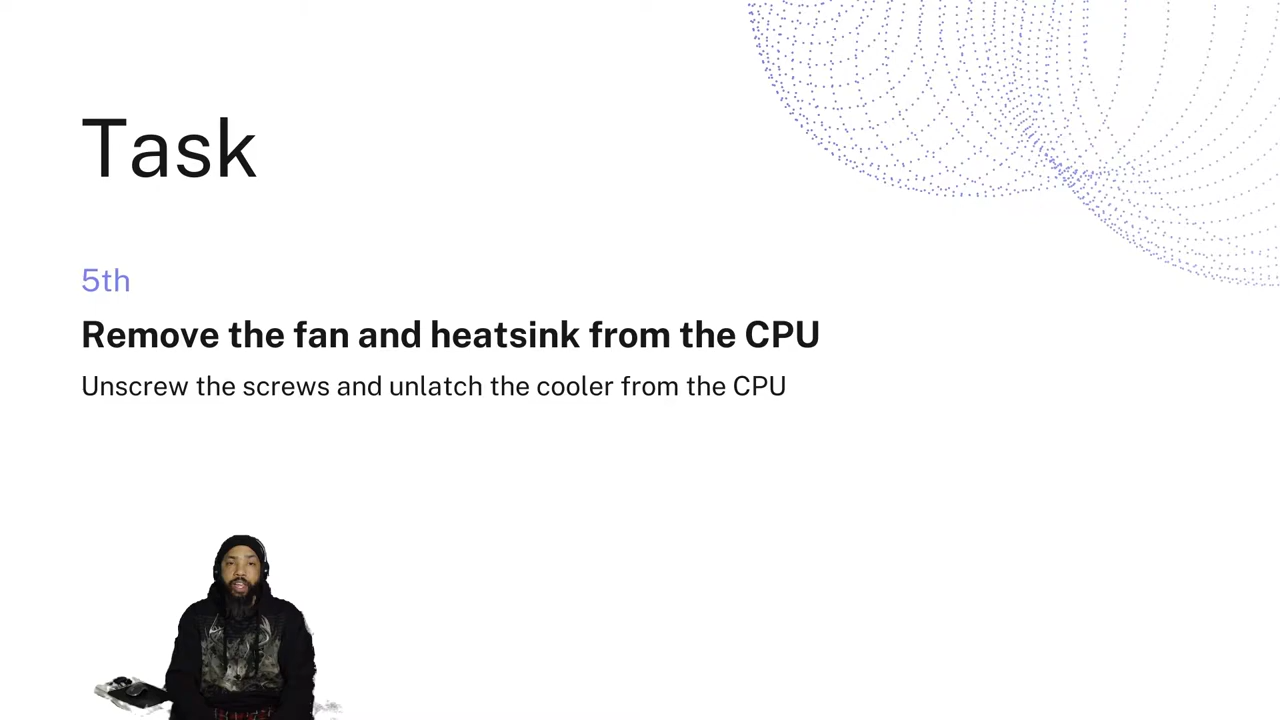 Task
5th
Remove the fan and heatsink from the CPU
Unscrew the screws and unlatch the cooler from the CPU